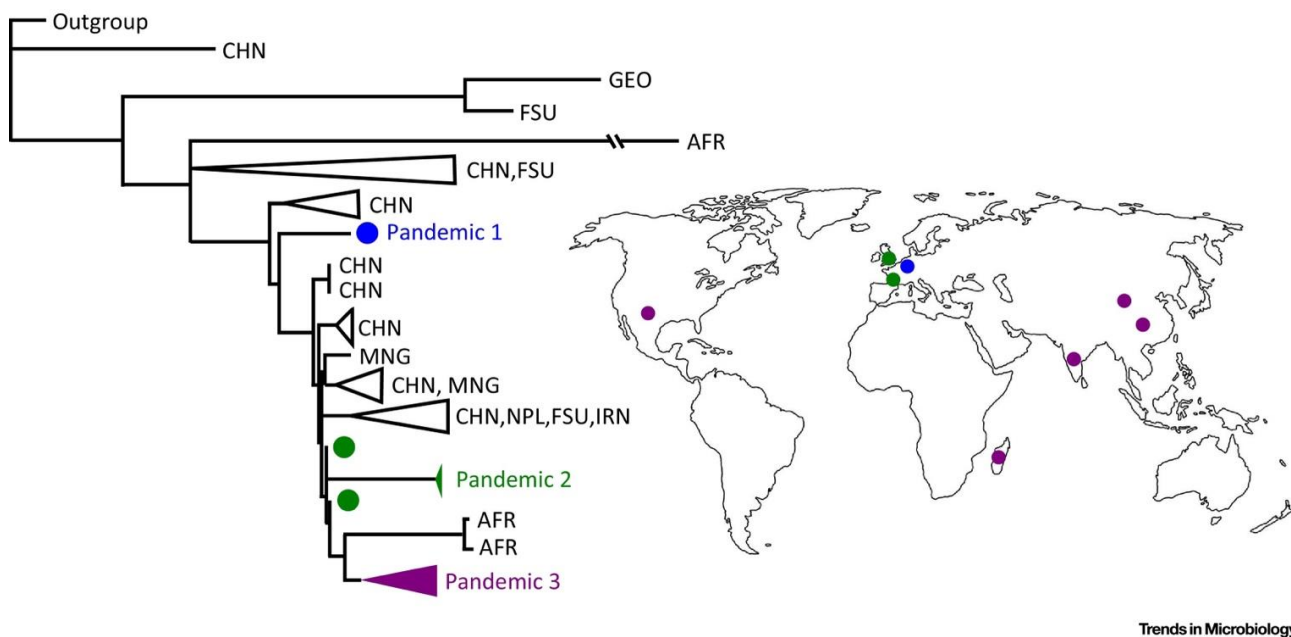 Outgroup
CHN
GEO
FSU
AFR
CHN,FSU
CHN
Pandemic 1
CHN
CHN
CHN
MNG
CHN, MNG
CHN,NPL,FSU,IRN
Pandemic 2
AFR
AFR
Pandemic 3
Trends in Microbiology